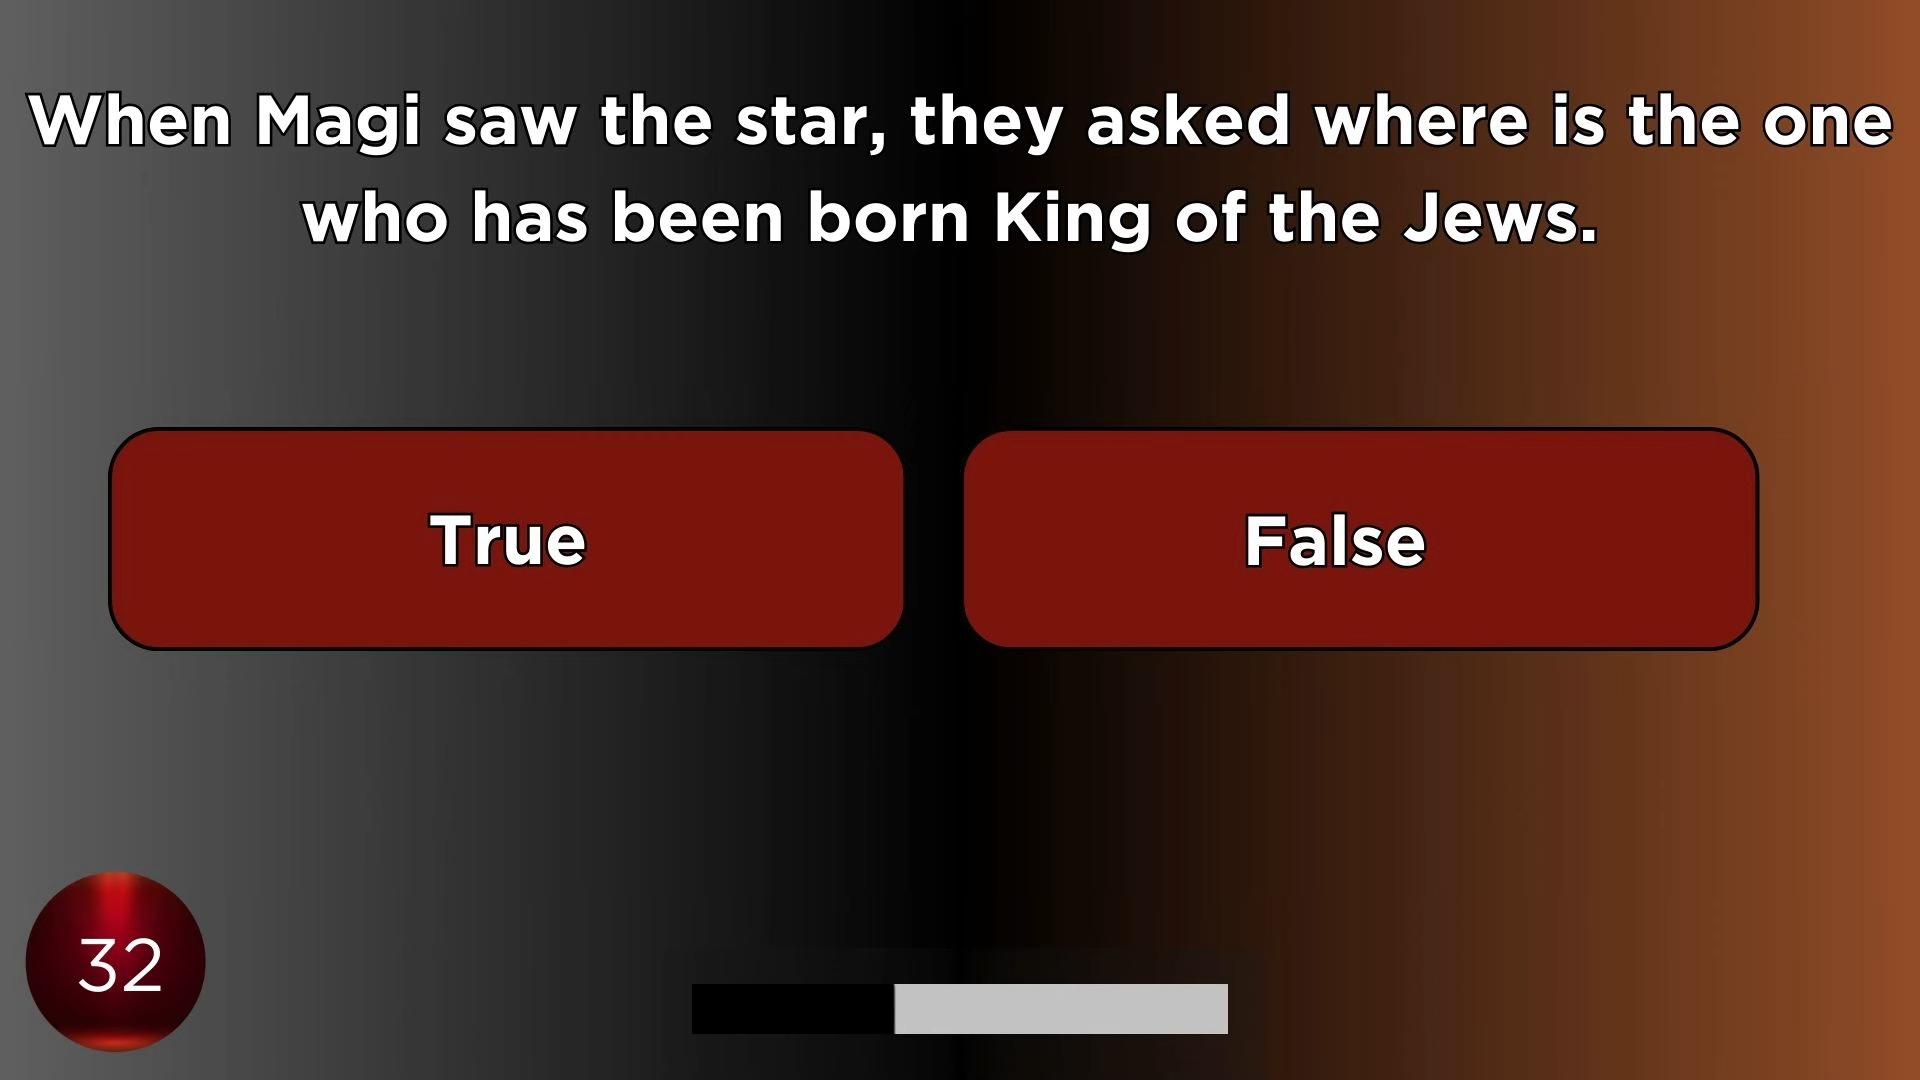 When Magi saw the star, they asked where is the one
who has been born King of the Jews.
True
False
32